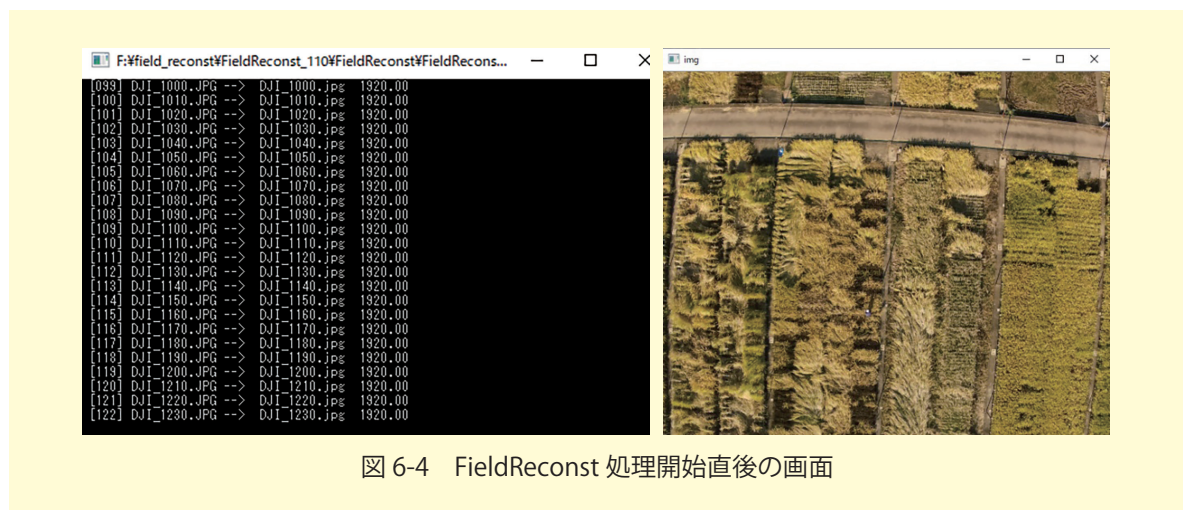 F:¥field_reconst¥FieldReconst_110¥FieldReconst¥FieldRecons...
[099] DJI_1000.JPG --> DJI_1000.jpg 1920.00
[100] DJI_1010.JPG --> DJI_1010.jpg 1920.00
[101] DJI_1020.JPG --> DJI_1020.jpg 1920.00
[102] DJI_1030.JPG --> DJI_1030.jpg 1920.00
[103] DJI_1040.JPG --> DJI_1040.jpg 1920.00
[104] DJI_1050.JPG --> DJI_1050.jpg 1920.00
[105] DJI_1060.JPG --> DJI_1060.jpg 1920.00
[106] DJI_1070.JPG --> DJI_1070.jpg 1920.00
[107] DJI_1080.JPG --> DJI_1080.jpg 1920.00
[108] DJI_1090.JPG --> DJI_1090.jpg 1920.00
[109] DJI_1100.JPG --> DJI_1100.jpg 1920.00
[110] DJI_1110.JPG --> DJI_1110.jpg 1920.00
[111] DJI_1120.JPG --> DJI_1120.jpg 1920.00
[112] DJI_1130.JPG --> DJI_1130.jpg 1920.00
[113] DJI_1140.JPG --> DJI_1140.jpg 1920.00
[114] DJI_1150.JPG --> DJI_1150.jpg 1920.00
[115] DJI_1160.JPG --> DJI_1160.jpg 1920.00
[116] DJI_1170.JPG --> DJI_1170.jpg 1920.00
[117] DJI_1180.JPG --> DJI_1180.jpg 1920.00
[118] DJI_1190.JPG --> DJI_1190.jpg 1920.00
[119] DJI_1200.JPG --> DJI_1200.jpg 1920.00
[120] DJI_1210.JPG --> DJI_1210.jpg 1920.00
[121] DJI_1220.JPG --> DJI_1220.jpg 1920.00
[122] DJI_1230.JPG --> DJI_1230.jpg 1920.00
img
図 6-4　FieldReconst 処理開始直後の画面